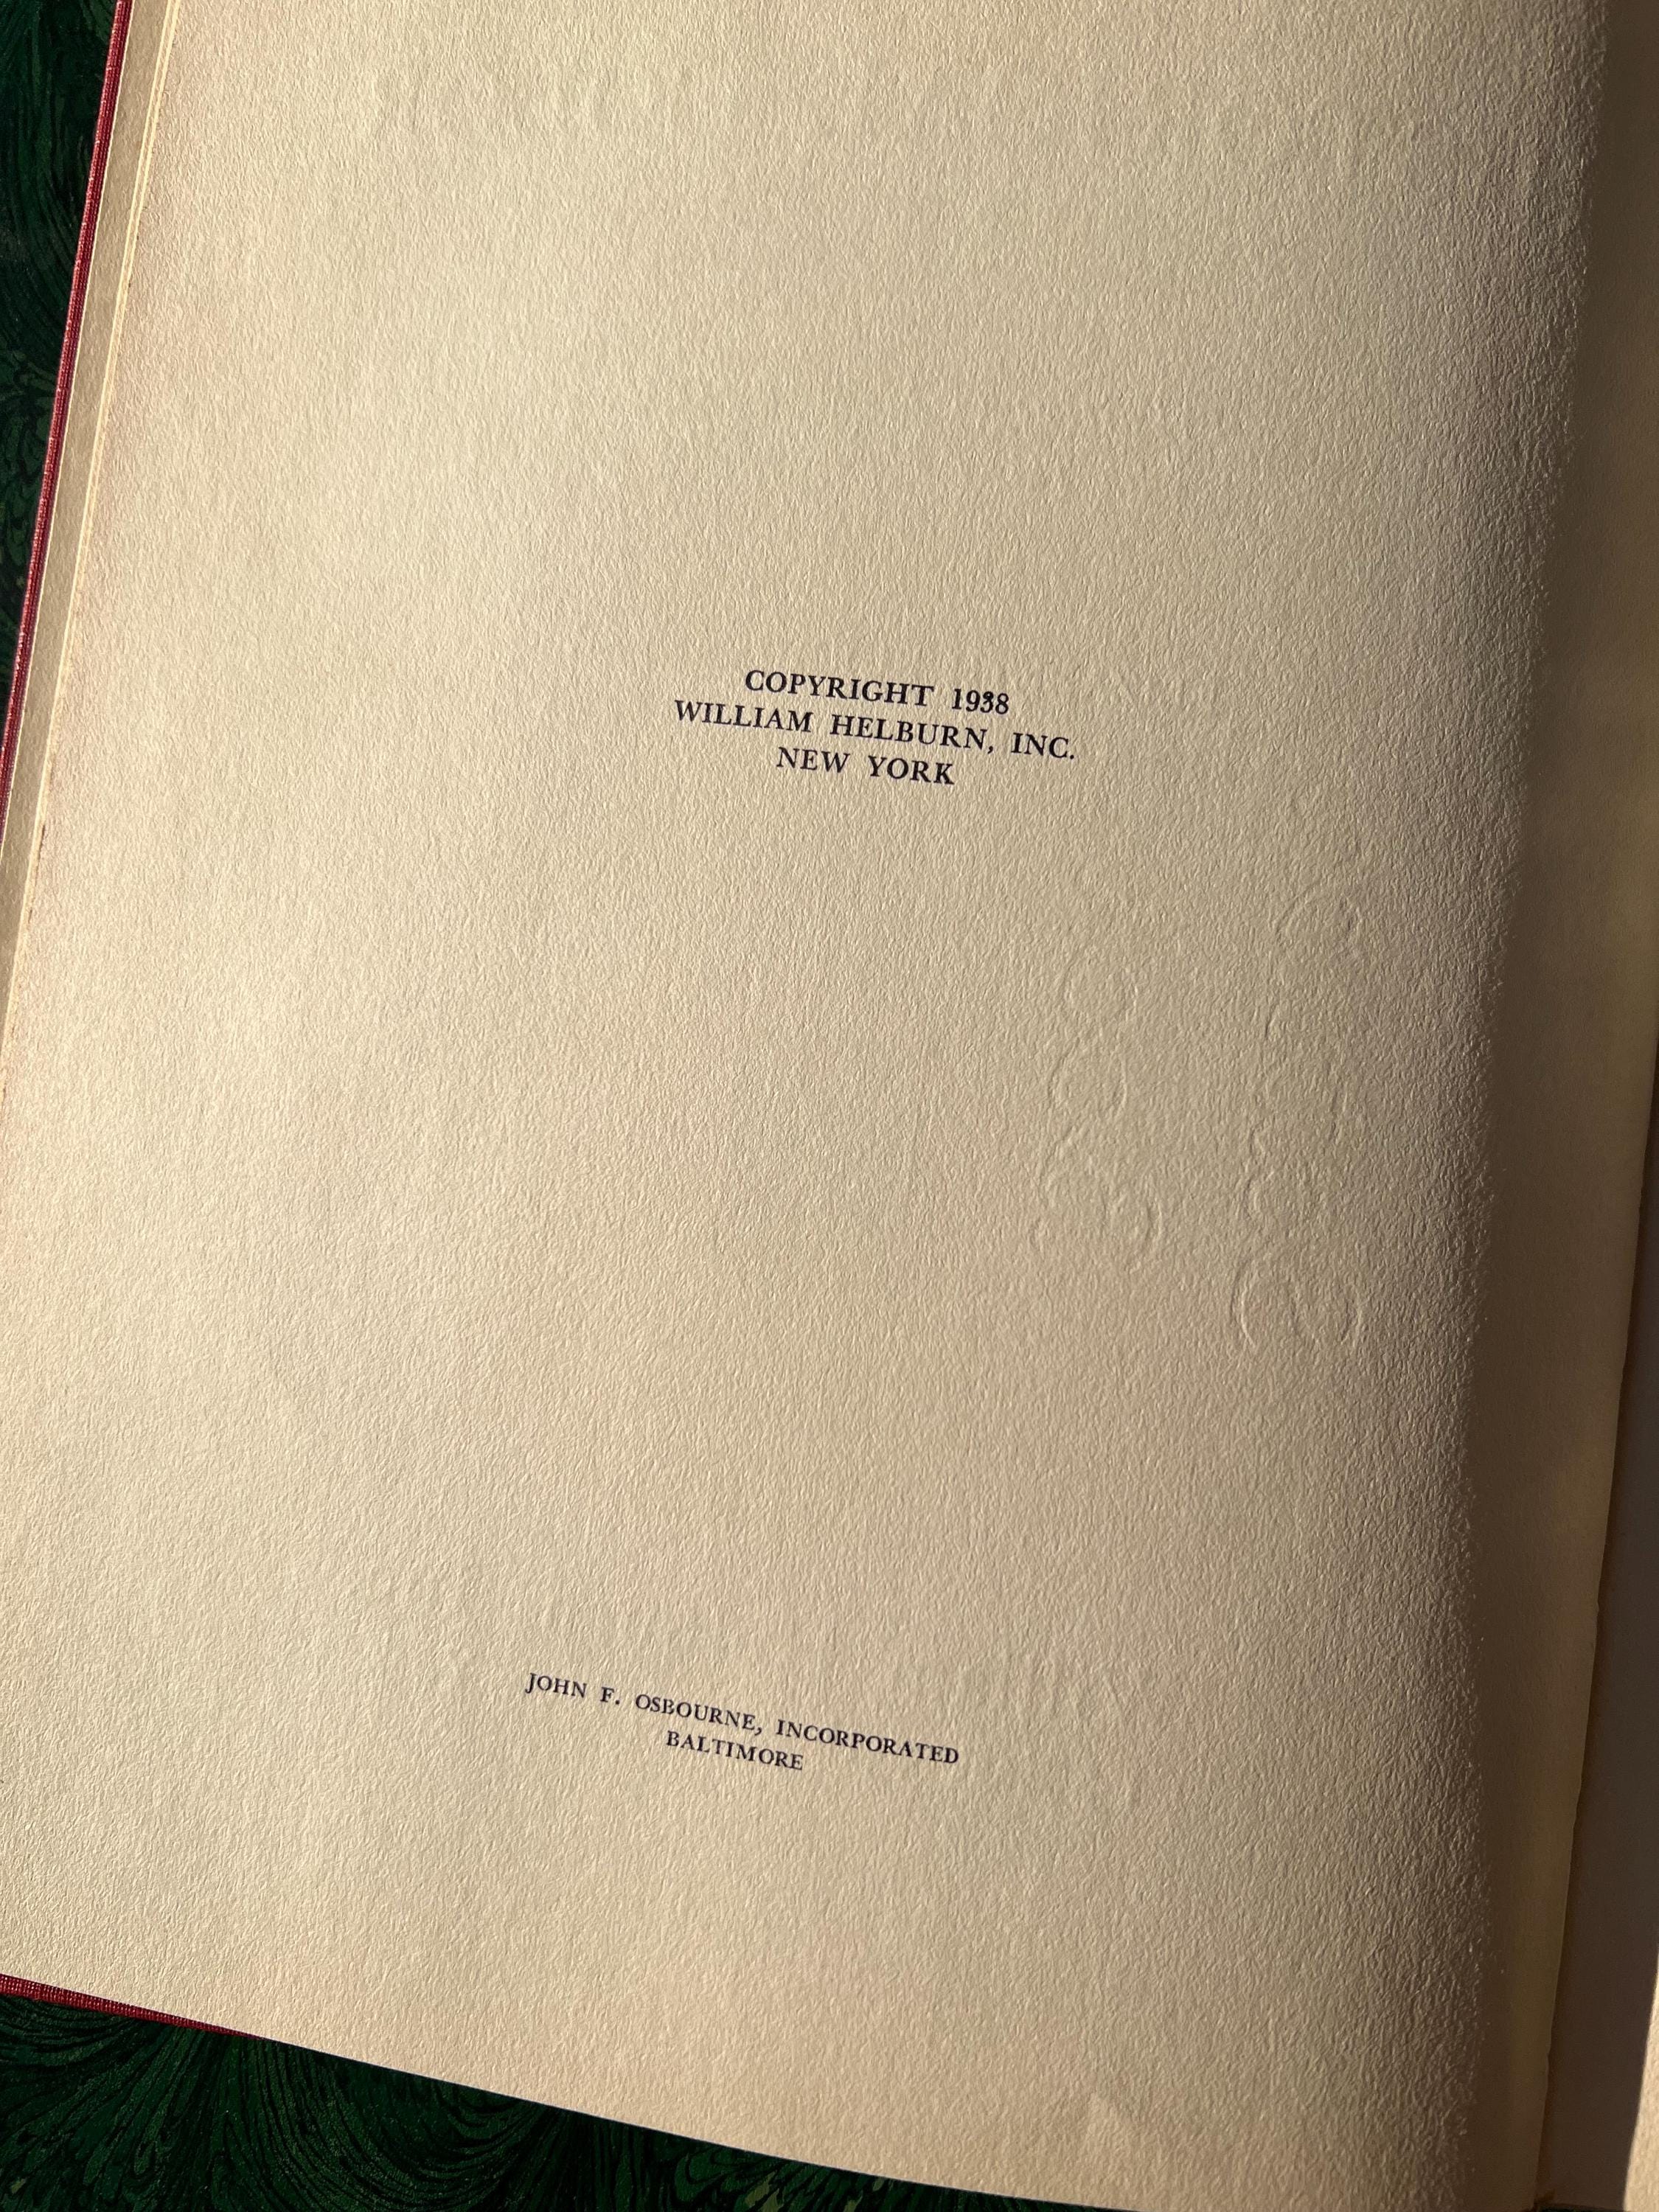 COPYRIGHT 1938
WILLIAM HELBURN, INC.
NEW YORK
JOHN F. OSBOURNE, INCORPORATED
BALTIMORE